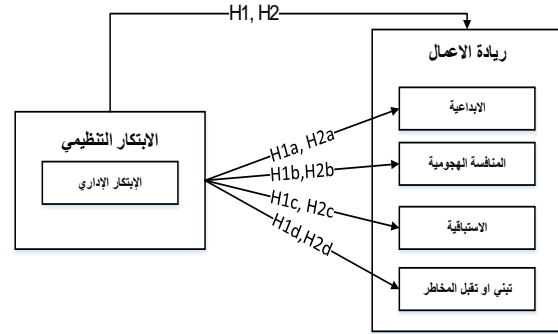 H1, H2
ريادة الاعمال
الابداعية
المنافسة الهجومية
الاستباقية
تبني او تقبل المخاطر
الابتكار التنظيمي
الإبتكار الإداري
H1a, H2a
H1b,H2b
H1c, H2c
H1d,H2d